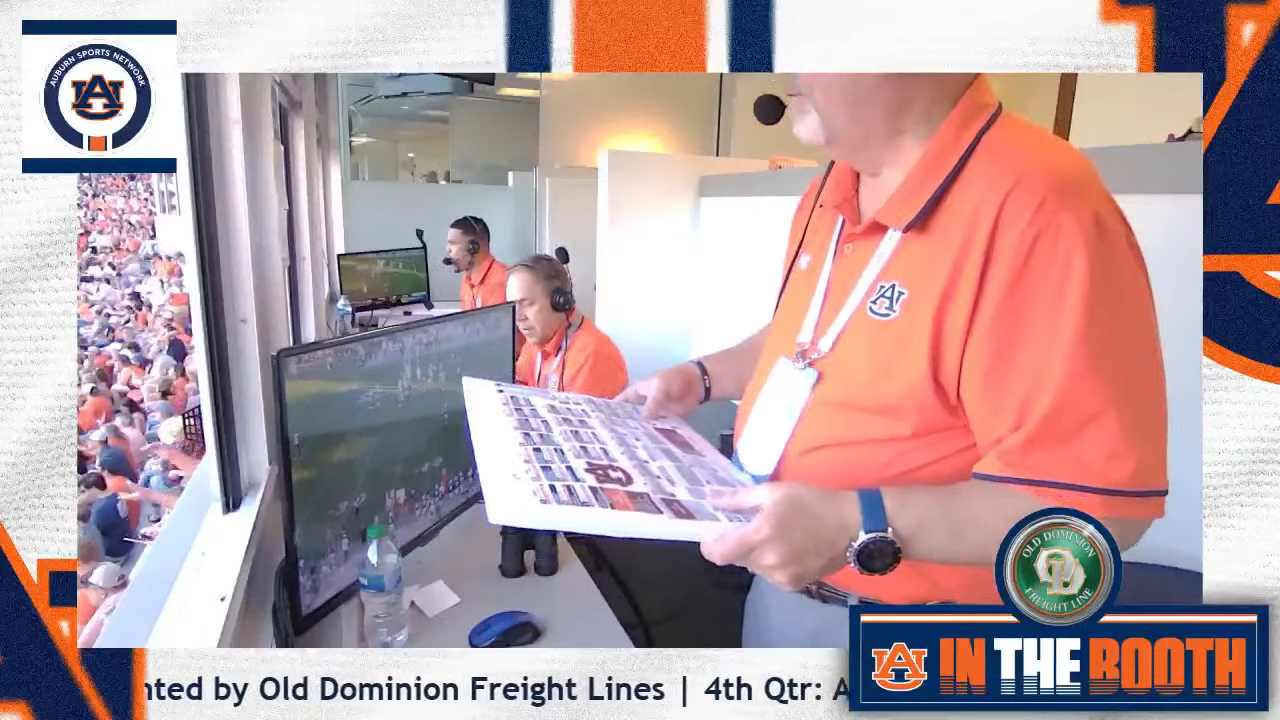 AUBURN SPORTS NETWORK
AU
AU
OLD DOMINION
FREIGHT LINE
AU IN THE BOOTH
nted by Old Dominion Freight Lines | 4th Qtr: A